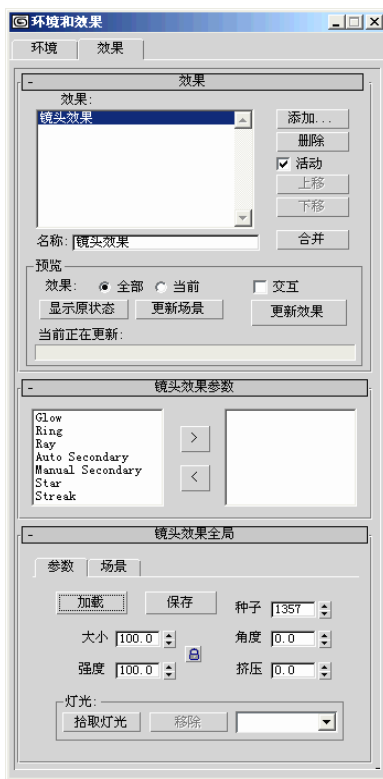 环境和效果
环境 效果
- 效果
效果:
镜头效果
添加...
删除
活动
上移
下移
名称: 镜头效果 合并
预览
效果: 全部 当前 交互
显示原状态 更新场景 更新效果
当前正在更新:
- 镜头效果参数
Glow
Ring
Ray
Auto Secondary
Manual Secondary
Star
Streak
>
<
- 镜头效果全局
参数 场景
加载 保存 种子 1357
大小 100.0 角度 0.0
强度 100.0 挤压 0.0
灯光:
拾取灯光 移除